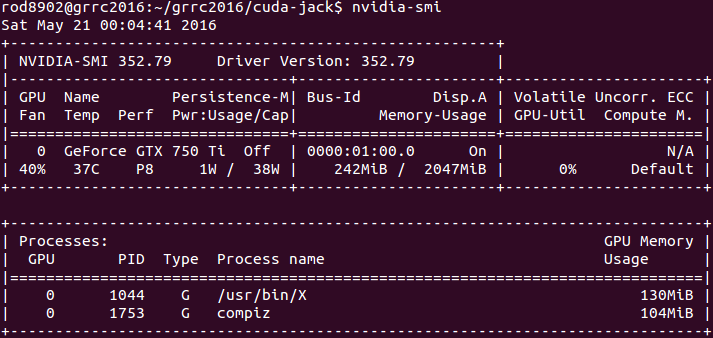 rod8902@grrc2016:~/grrc2016/cuda-jack$ nvidia-smi
Sat May 21 00:04:41 2016
+------------------------------------------------------+
| NVIDIA-SMI 352.79     Driver Version: 352.79         |
|-------------------------------+----------------------+----------------------+
| GPU  Name        Persistence-M| Bus-Id        Disp.A | Volatile Uncorr. ECC |
| Fan  Temp  Perf  Pwr:Usage/Cap|         Memory-Usage | GPU-Util  Compute M. |
|===============================+======================+======================|
|   0  GeForce GTX 750 Ti  Off  | 0000:01:00.0      On |                  N/A |
| 40%   37C    P8     1W /  38W |    242MiB /  2047MiB |      0%      Default |
+-------------------------------+----------------------+----------------------+

+-----------------------------------------------------------------------------+
| Processes:                                                       GPU Memory |
|  GPU       PID  Type  Process name                               Usage      |
|=============================================================================|
|    0      1044    G   /usr/bin/X                                     130MiB |
|    0      1753    G   compiz                                         104MiB |
+-----------------------------------------------------------------------------+